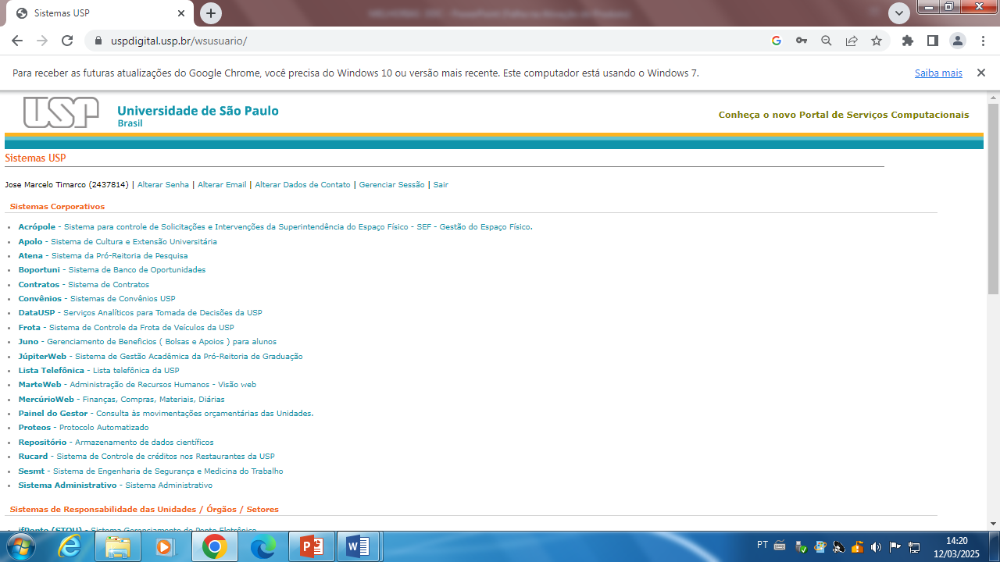 Sistemas USP
uspdigital.usp.br/wsusuario/
Para receber as futuras atualizações do Google Chrome, você precisa do Windows 10 ou versão mais recente. Este computador está usando o Windows 7.
Saiba mais
USP
Universidade de São Paulo
Brasil
Conheça o novo Portal de Serviços Computacionais
Sistemas USP
Jose Marcelo Timarco (2437814) | Alterar Senha | Alterar Email | Alterar Dados de Contato | Gerenciar Sessão | Sair
Sistemas Corporativos
Acrópole - Sistema para controle de Solicitações e Intervenções da Superintendência do Espaço Físico - SEF - Gestão do Espaço Físico.
Apolo - Sistema de Cultura e Extensão Universitária
Atena - Sistema da Pró-Reitoria de Pesquisa
Boportuni - Sistema de Banco de Oportunidades
Contratos - Sistema de Contratos
Convênios - Sistemas de Convênios USP
DataUSP - Serviços Analíticos para Tomada de Decisões da USP
Frota - Sistema de Controle da Frota de Veículos da USP
Juno - Gerenciamento de Beneficios ( Bolsas e Apoios ) para alunos
JúpiterWeb - Sistema de Gestão Acadêmica da Pró-Reitoria de Graduação
Lista Telefônica - Lista telefônica da USP
MarteWeb - Administração de Recursos Humanos - Visão web
MercúrioWeb - Finanças, Compras, Materiais, Diárias
Painel do Gestor - Consulta às movimentações orçamentárias das Unidades.
Proteos - Protocolo Automatizado
Repositório - Armazenamento de dados científicos
Rucard - Sistema de Controle de créditos nos Restaurantes da USP
Sesmt - Sistema de Engenharia de Segurança e Medicina do Trabalho
Sistema Administrativo - Sistema Administrativo
Sistemas de Responsabilidade das Unidades / Órgãos / Setores
ifPonto (STOU) - Sistema Gerenciamento de Ponto Eletrônico
PT
14:20
12/03/2025